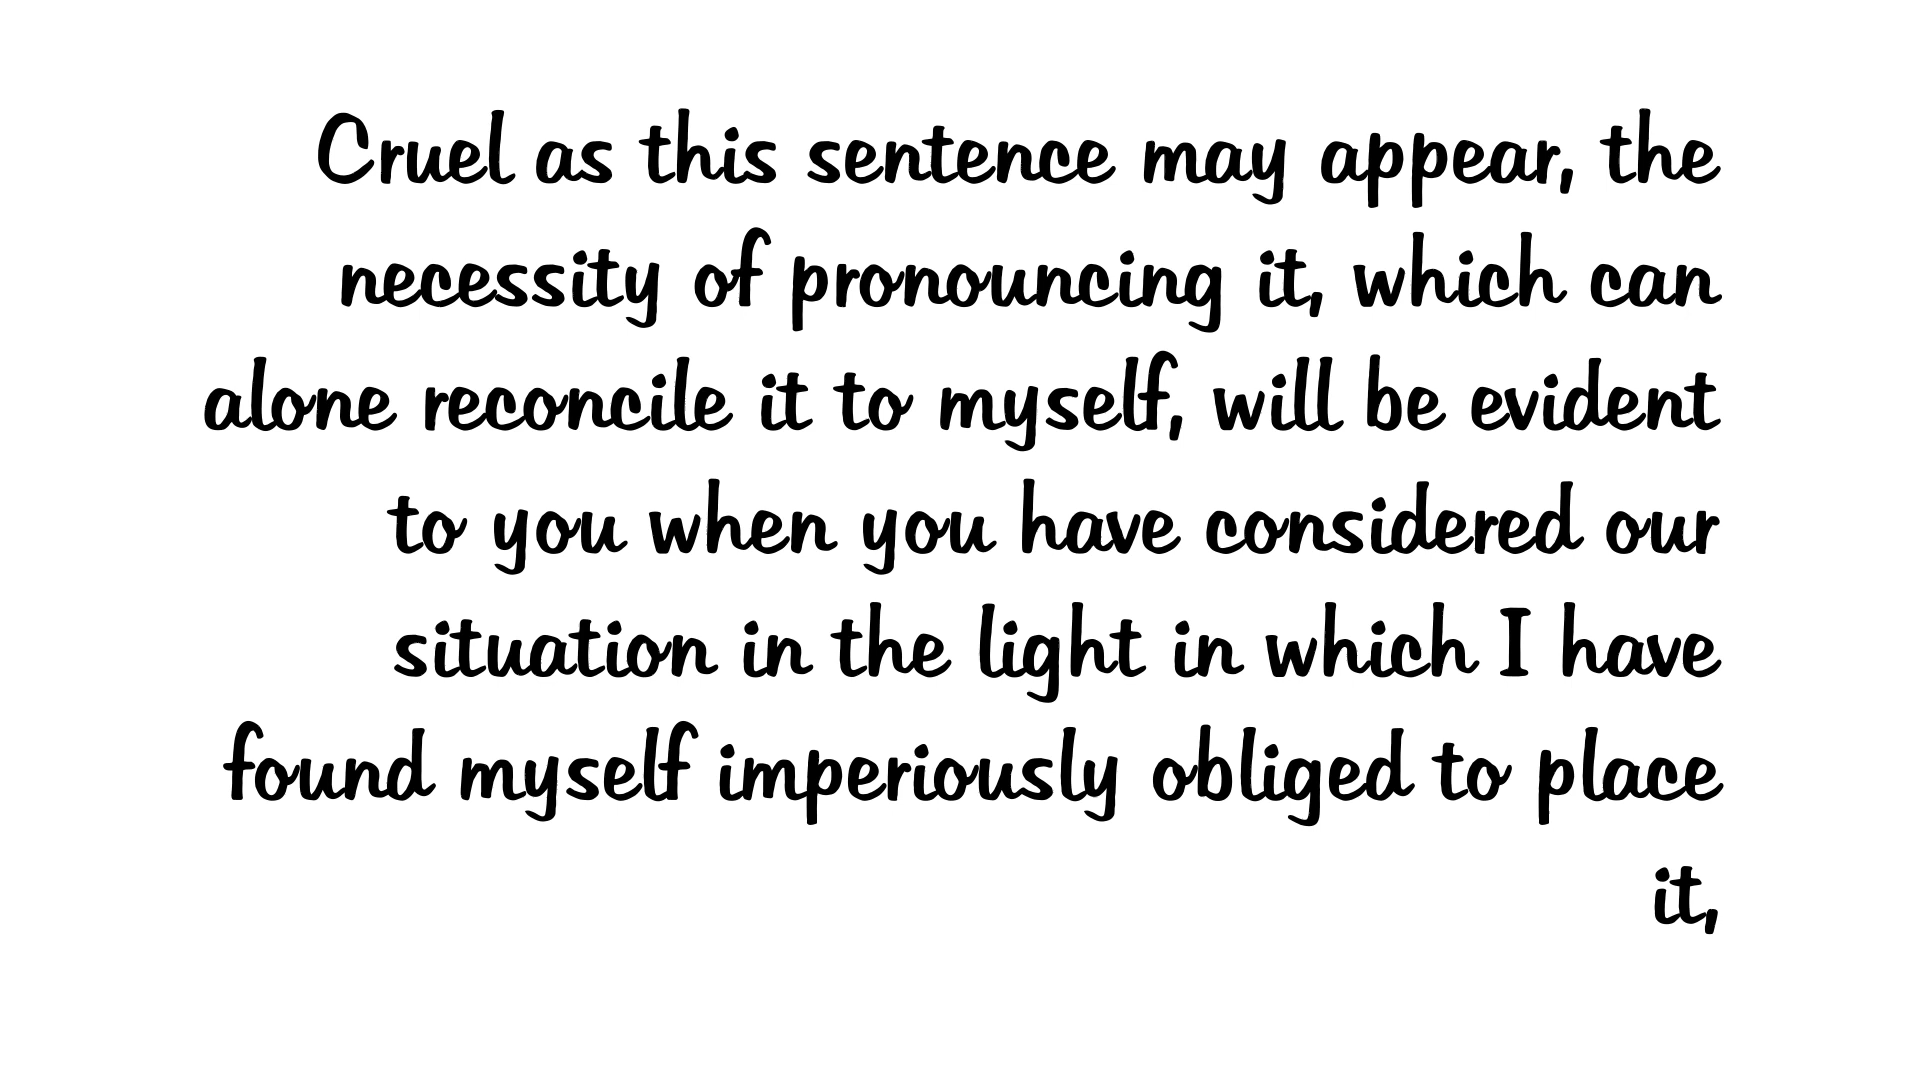 Cruel as this sentence may appear, the
necessity of pronouncing it, which can
alone reconcile it to myself, will be evident
to you when you have considered our
situation in the light in which I have
found myself imperiously obliged to place
it,